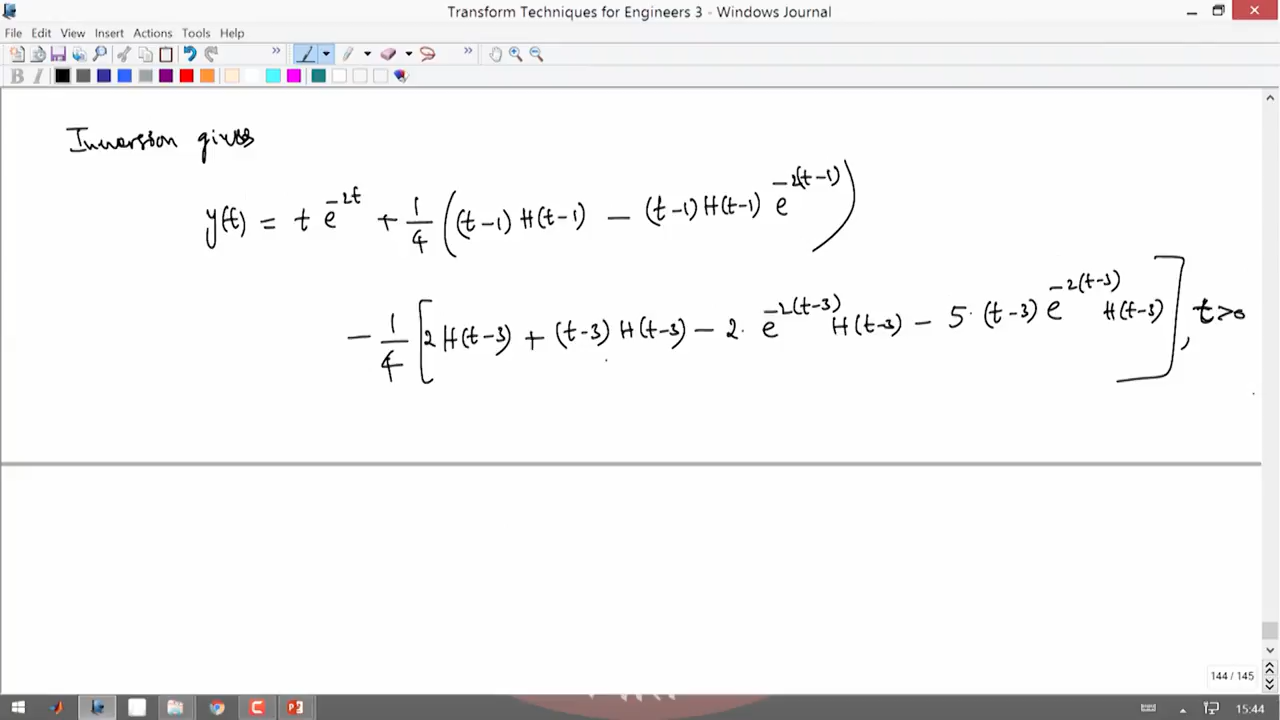 Transform Techniques for Engineers 3 - Windows Journal
File Edit View Insert Actions Tools Help
B I
Inversion gives
y(t) = t e^{-2t} + 1/4 ((t-1) H(t-1) - (t-1) H(t-1) e^{-2(t-1)})
- 1/4 [2 H(t-3) + (t-3) H(t-3) - 2· e^{-2(t-3)} H(t-3) - 5· (t-3) e^{-2(t-3)} H(t-3)], t>0
144 / 145
15:44